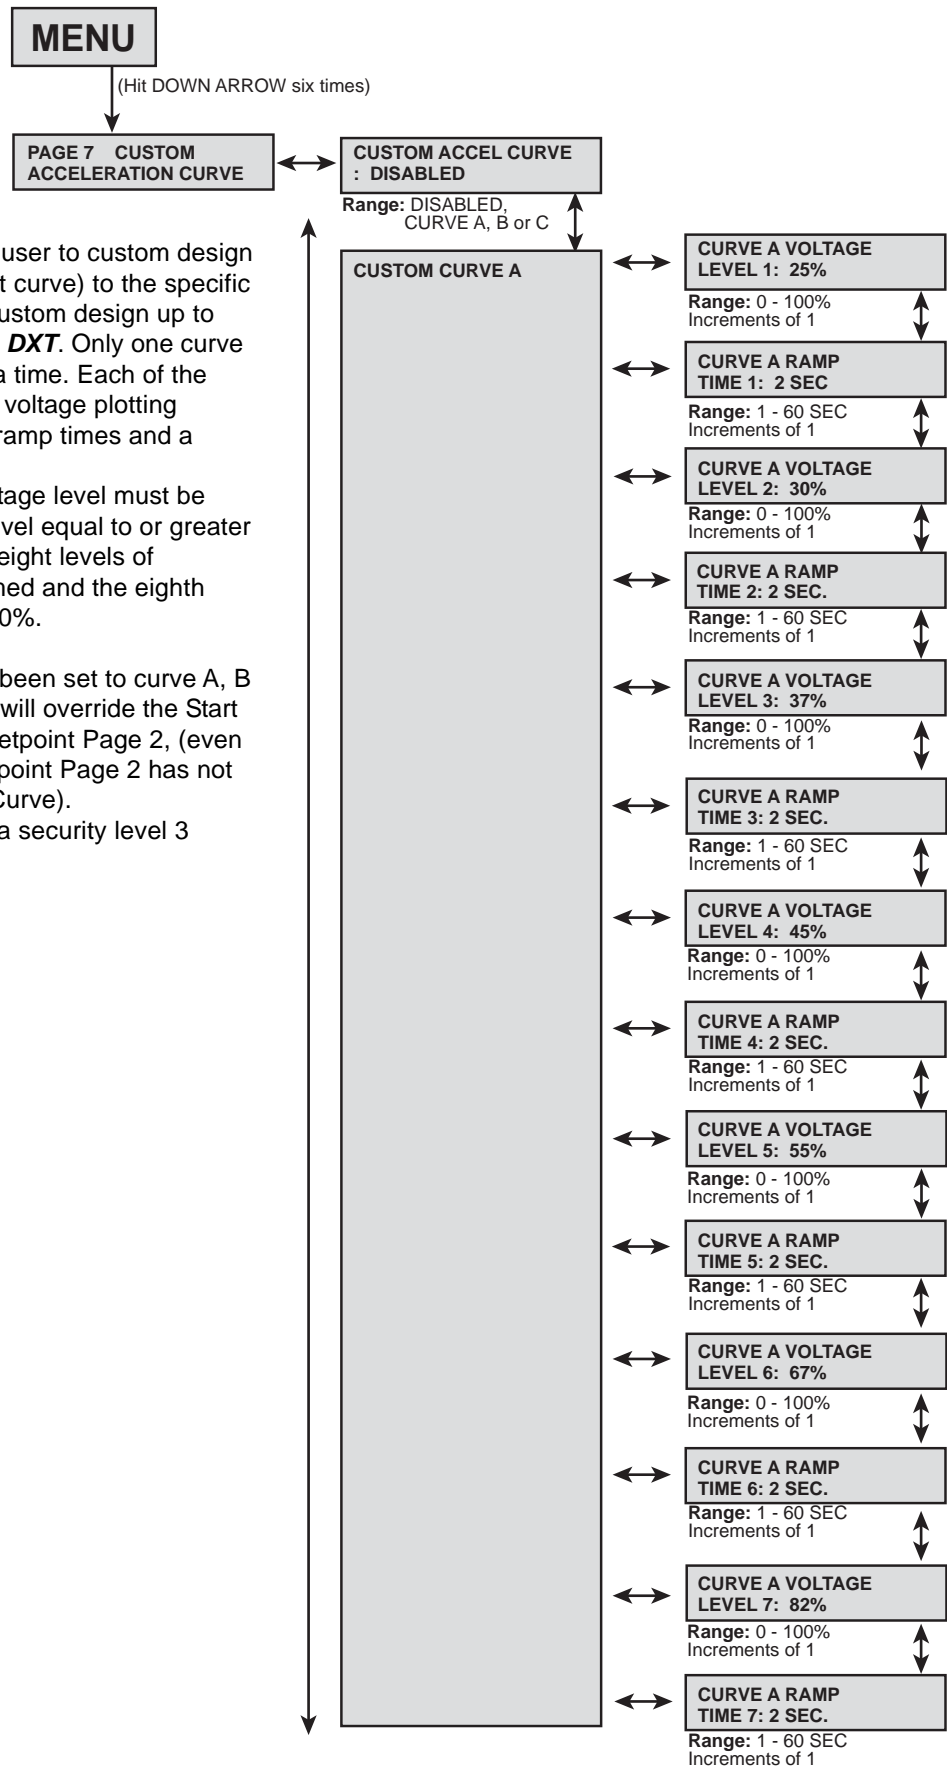 MENU
(Hit DOWN ARROW six times)
PAGE 7 CUSTOM
ACCELERATION CURVE
CUSTOM ACCEL CURVE
: DISABLED
Range: DISABLED,
CURVE A, B or C
user to custom design
t curve) to the specific
ustom design up to
DXT. Only one curve
a time. Each of the
voltage plotting
ramp times and a
tage level must be
vel equal to or greater
eight levels of
ned and the eighth
0%.
been set to curve A, B
will override the Start
etpoint Page 2, (even
point Page 2 has not
Curve).
a security level 3
CUSTOM CURVE A
CURVE A VOLTAGE
LEVEL 1: 25%
Range: 0 - 100%
Increments of 1
CURVE A RAMP
TIME 1: 2 SEC
Range: 1 - 60 SEC
Increments of 1
CURVE A VOLTAGE
LEVEL 2: 30%
Range: 0 - 100%
Increments of 1
CURVE A RAMP
TIME 2: 2 SEC.
Range: 1 - 60 SEC
Increments of 1
CURVE A VOLTAGE
LEVEL 3: 37%
Range: 0 - 100%
Increments of 1
CURVE A RAMP
TIME 3: 2 SEC.
Range: 1 - 60 SEC
Increments of 1
CURVE A VOLTAGE
LEVEL 4: 45%
Range: 0 - 100%
Increments of 1
CURVE A RAMP
TIME 4: 2 SEC.
Range: 1 - 60 SEC
Increments of 1
CURVE A VOLTAGE
LEVEL 5: 55%
Range: 0 - 100%
Increments of 1
CURVE A RAMP
TIME 5: 2 SEC.
Range: 1 - 60 SEC
Increments of 1
CURVE A VOLTAGE
LEVEL 6: 67%
Range: 0 - 100%
Increments of 1
CURVE A RAMP
TIME 6: 2 SEC.
Range: 1 - 60 SEC
Increments of 1
CURVE A VOLTAGE
LEVEL 7: 82%
Range: 0 - 100%
Increments of 1
CURVE A RAMP
TIME 7: 2 SEC.
Range: 1 - 60 SEC
Increments of 1